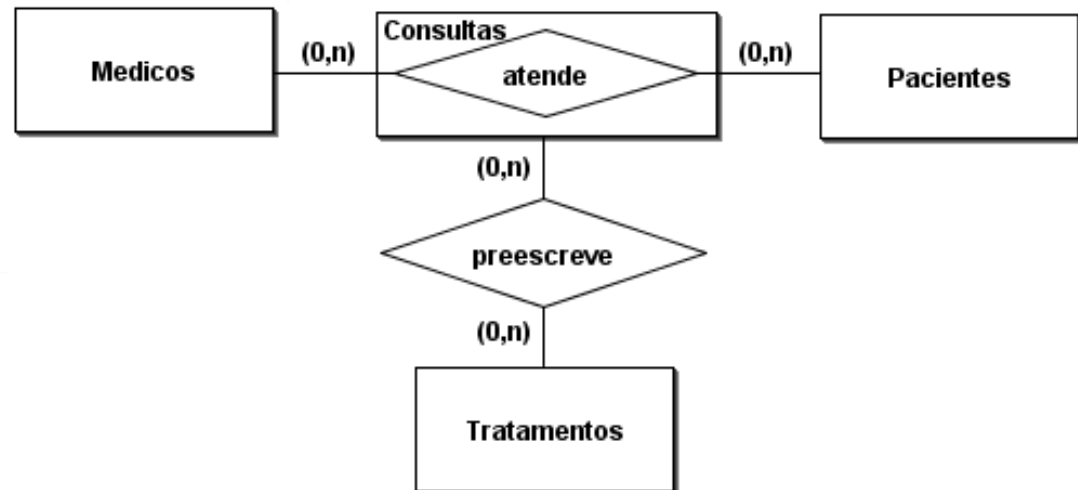 Consultas
Medicos
(0,n)
atende
(0,n)
Pacientes
(0,n)
preescreve
(0,n)
Tratamentos